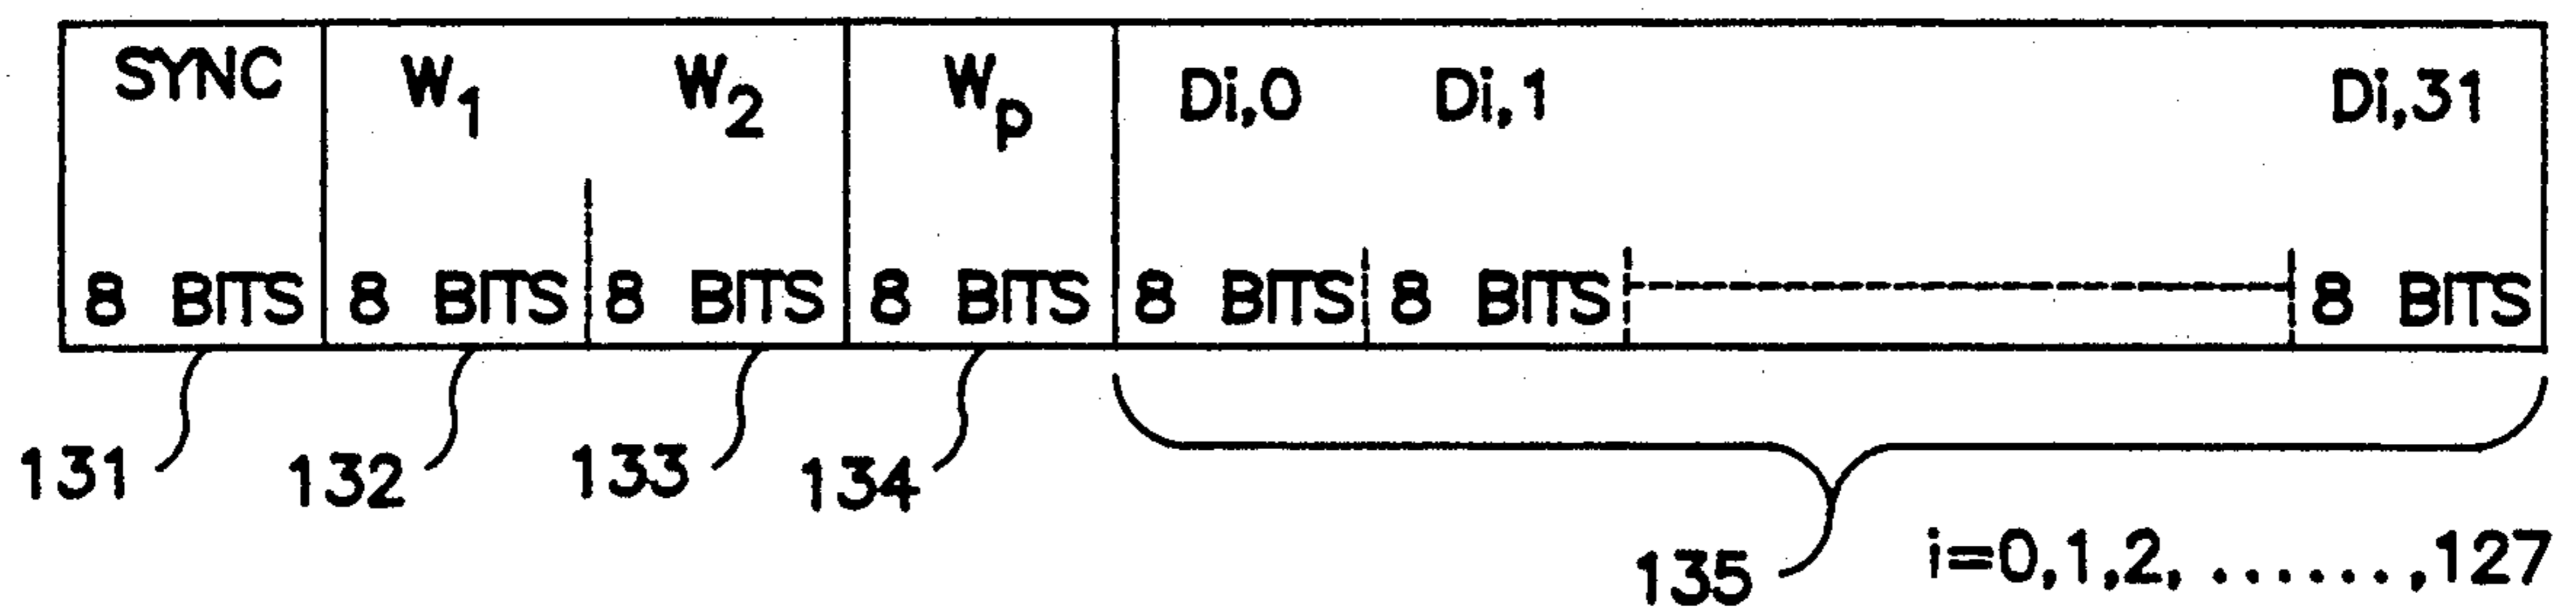 SYNC W1 W2 Wp Di,0 Di,1 Di,31
8 BITS 8 BITS 8 BITS 8 BITS 8 BITS 8 BITS 8 BITS
131 132 133 134
135 i=0,1,2, ......,127